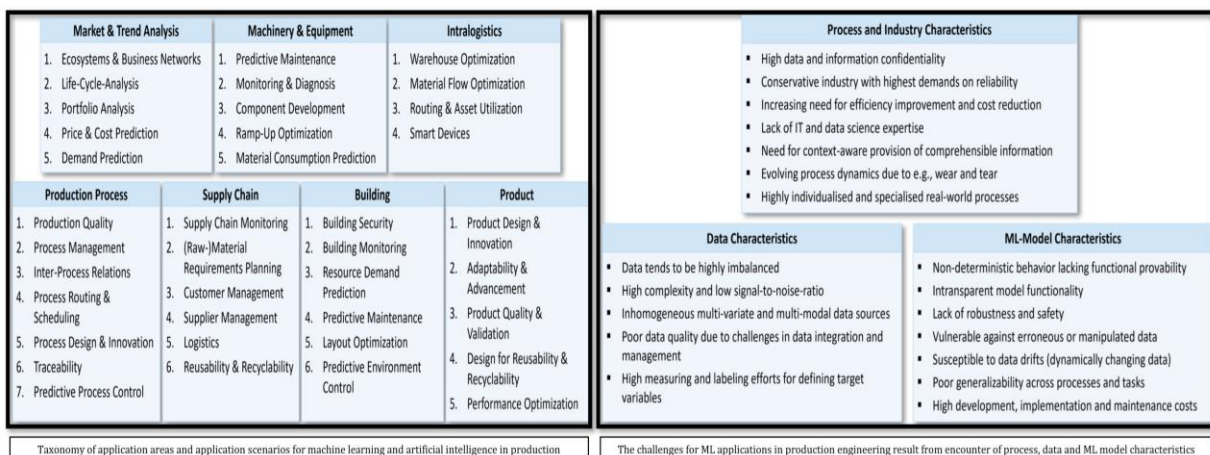 Market & Trend Analysis
1. Ecosystems & Business Networks
2. Life-Cycle-Analysis
3. Portfolio Analysis
4. Price & Cost Prediction
5. Demand Prediction
Machinery & Equipment
1. Predictive Maintenance
2. Monitoring & Diagnosis
3. Component Development
4. Ramp-Up Optimization
5. Material Consumption Prediction
Intralogistics
1. Warehouse Optimization
2. Material Flow Optimization
3. Routing & Asset Utilization
4. Smart Devices
Production Process
1. Production Quality
2. Process Management
3. Inter-Process Relations
4. Process Routing &
Scheduling
5. Process Design & Innovation
6. Traceability
7. Predictive Process Control
Supply Chain
1. Supply Chain Monitoring
2. (Raw-)Material
Requirements Planning
3. Customer Management
4. Supplier Management
5. Logistics
6. Reusability & Recyclability
Building
1. Building Security
2. Building Monitoring
3. Resource Demand
Prediction
4. Predictive Maintenance
5. Layout Optimization
6. Predictive Environment
Control
Product
1. Product Design &
Innovation
2. Adaptability &
Advancement
3. Product Quality &
Validation
4. Design for Reusability &
Recyclability
5. Performance Optimization
Taxonomy of application areas and application scenarios for machine learning and artificial intelligence in production
Process and Industry Characteristics
▪ High data and information confidentiality
▪ Conservative industry with highest demands on reliability
▪ Increasing need for efficiency improvement and cost reduction
▪ Lack of IT and data science expertise
▪ Need for context-aware provision of comprehensible information
▪ Evolving process dynamics due to e.g., wear and tear
▪ Highly individualised and specialised real-world processes
Data Characteristics
▪ Data tends to be highly imbalanced
▪ High complexity and low signal-to-noise-ratio
▪ Inhomogeneous multi-variate and multi-modal data sources
▪ Poor data quality due to challenges in data integration and
management
▪ High measuring and labeling efforts for defining target
variables
ML-Model Characteristics
▪ Non-deterministic behavior lacking functional provability
▪ Intransparent model functionality
▪ Lack of robustness and safety
▪ Vulnerable against erroneous or manipulated data
▪ Susceptible to data drifts (dynamically changing data)
▪ Poor generalizability across processes and tasks
▪ High development, implementation and maintenance costs
The challenges for ML applications in production engineering result from encounter of process, data and ML model characteristics